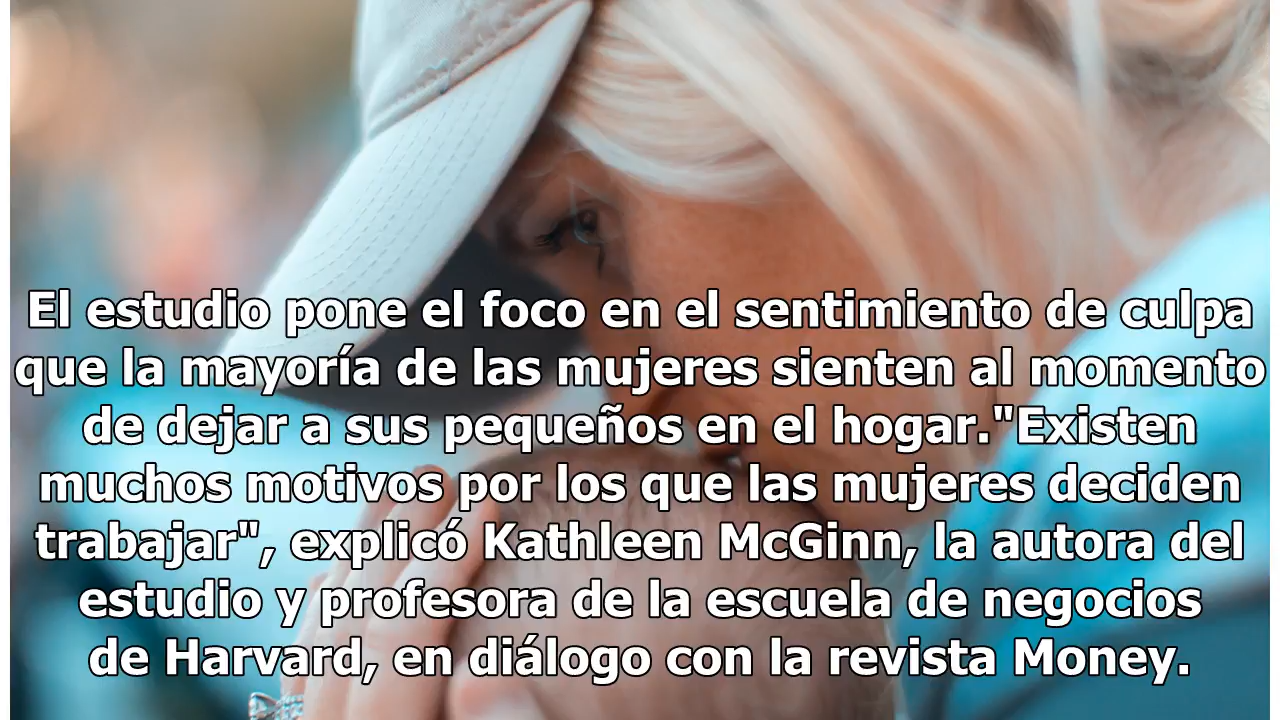 El estudio pone el foco en el sentimiento de culpa
que la mayoría de las mujeres sienten al momento
de dejar a sus pequeños en el hogar."Existen
muchos motivos por los que las mujeres deciden
trabajar", explicó Kathleen McGinn, la autora del
estudio y profesora de la escuela de negocios
de Harvard, en diálogo con la revista Money.